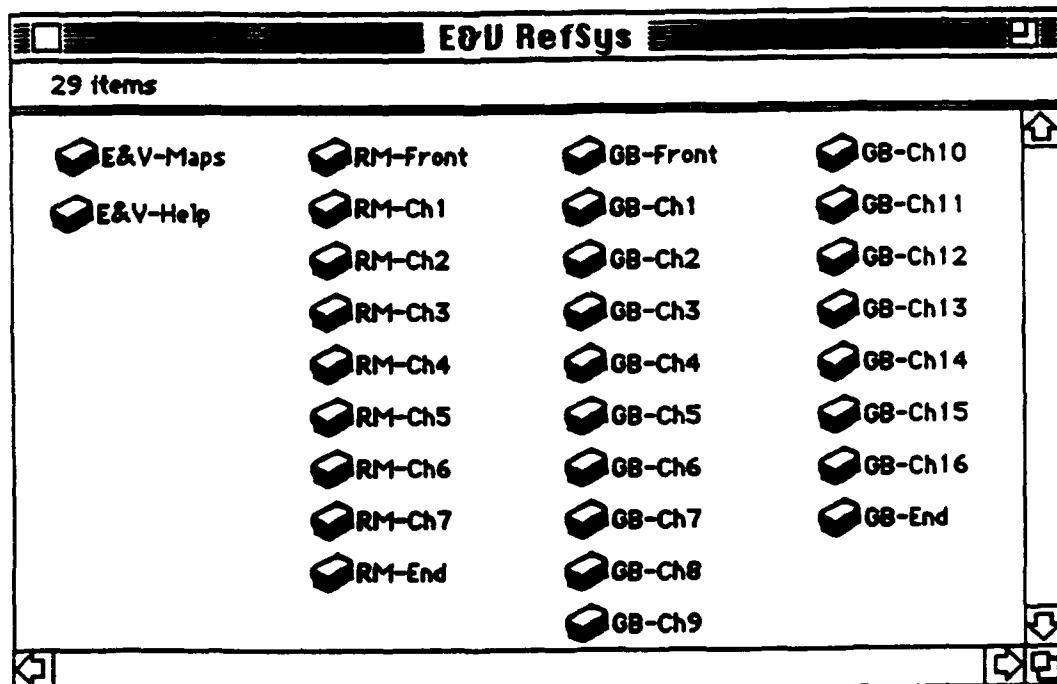 E&V RefSys
29 items
E&V-Maps RM-Front GB-Front GB-Ch10
E&V-Help RM-Ch1 GB-Ch1 GB-Ch11
RM-Ch2 GB-Ch2 GB-Ch12
RM-Ch3 GB-Ch3 GB-Ch13
RM-Ch4 GB-Ch4 GB-Ch14
RM-Ch5 GB-Ch5 GB-Ch15
RM-Ch6 GB-Ch6 GB-Ch16
RM-Ch7 GB-Ch7 GB-End
RM-End GB-Ch8
GB-Ch9